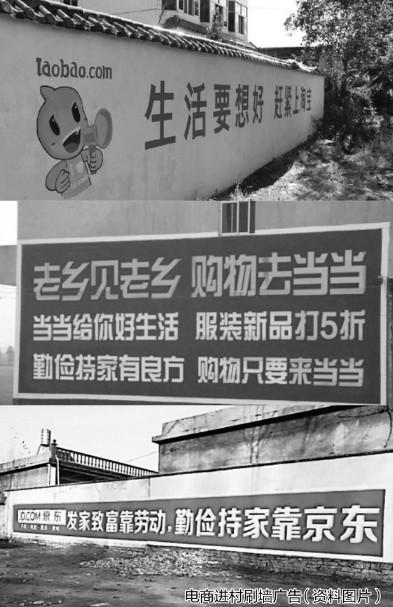 Taobao.com
生活要想好 赶紧上淘宝
老乡见老乡 购物去当当
当当给你好生活 服装新品打5折
勤俭持家有良方 购物只要来当当
JD.COM 京东
发家致富靠劳动,勤俭持家靠京东
电商进村刷墙广告(资料图片)